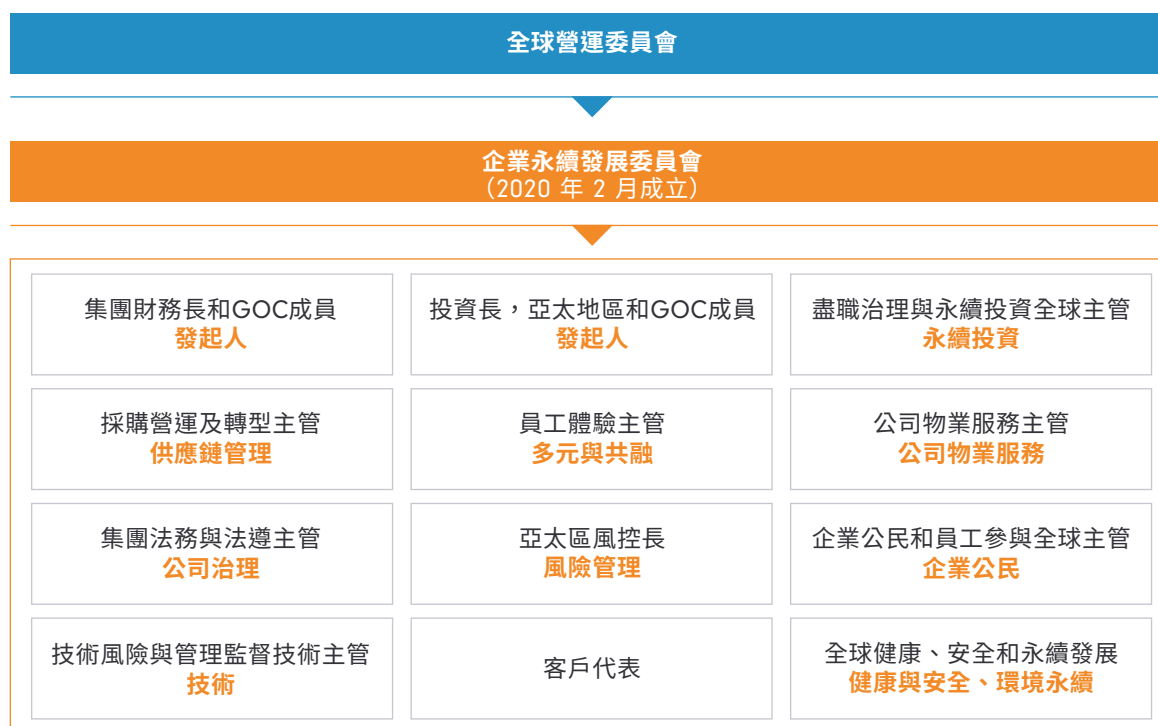 全球營運委員會
企業永續發展委員會
（2020 年 2 月成立）
集團財務長和GOC成員
發起人
投資長，亞太地區和GOC成員
發起人
盡職治理與永續投資全球主管
永續投資
採購營運及轉型主管
供應鏈管理
員工體驗主管
多元與共融
公司物業服務主管
公司物業服務
集團法務與法遵主管
公司治理
亞太區風控長
風險管理
企業公民和員工參與全球主管
企業公民
技術風險與管理監督技術主管
技術
客戶代表
全球健康、安全和永續發展
健康與安全、環境永續